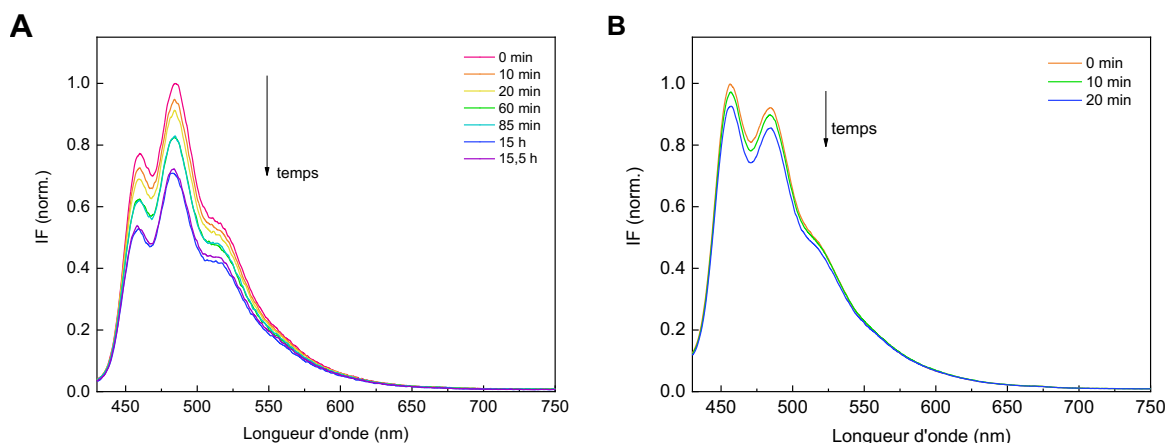 A
0 min
10 min
20 min
60 min
85 min
15 h
15,5 h
temps
IF (norm.)
1.0
0.8
0.6
0.4
0.2
0.0
450 500 550 600 650 700 750
Longueur d'onde (nm)
B
0 min
10 min
20 min
temps
IF (norm.)
1.0
0.8
0.6
0.4
0.2
0.0
450 500 550 600 650 700 750
Longueur d'onde (nm)